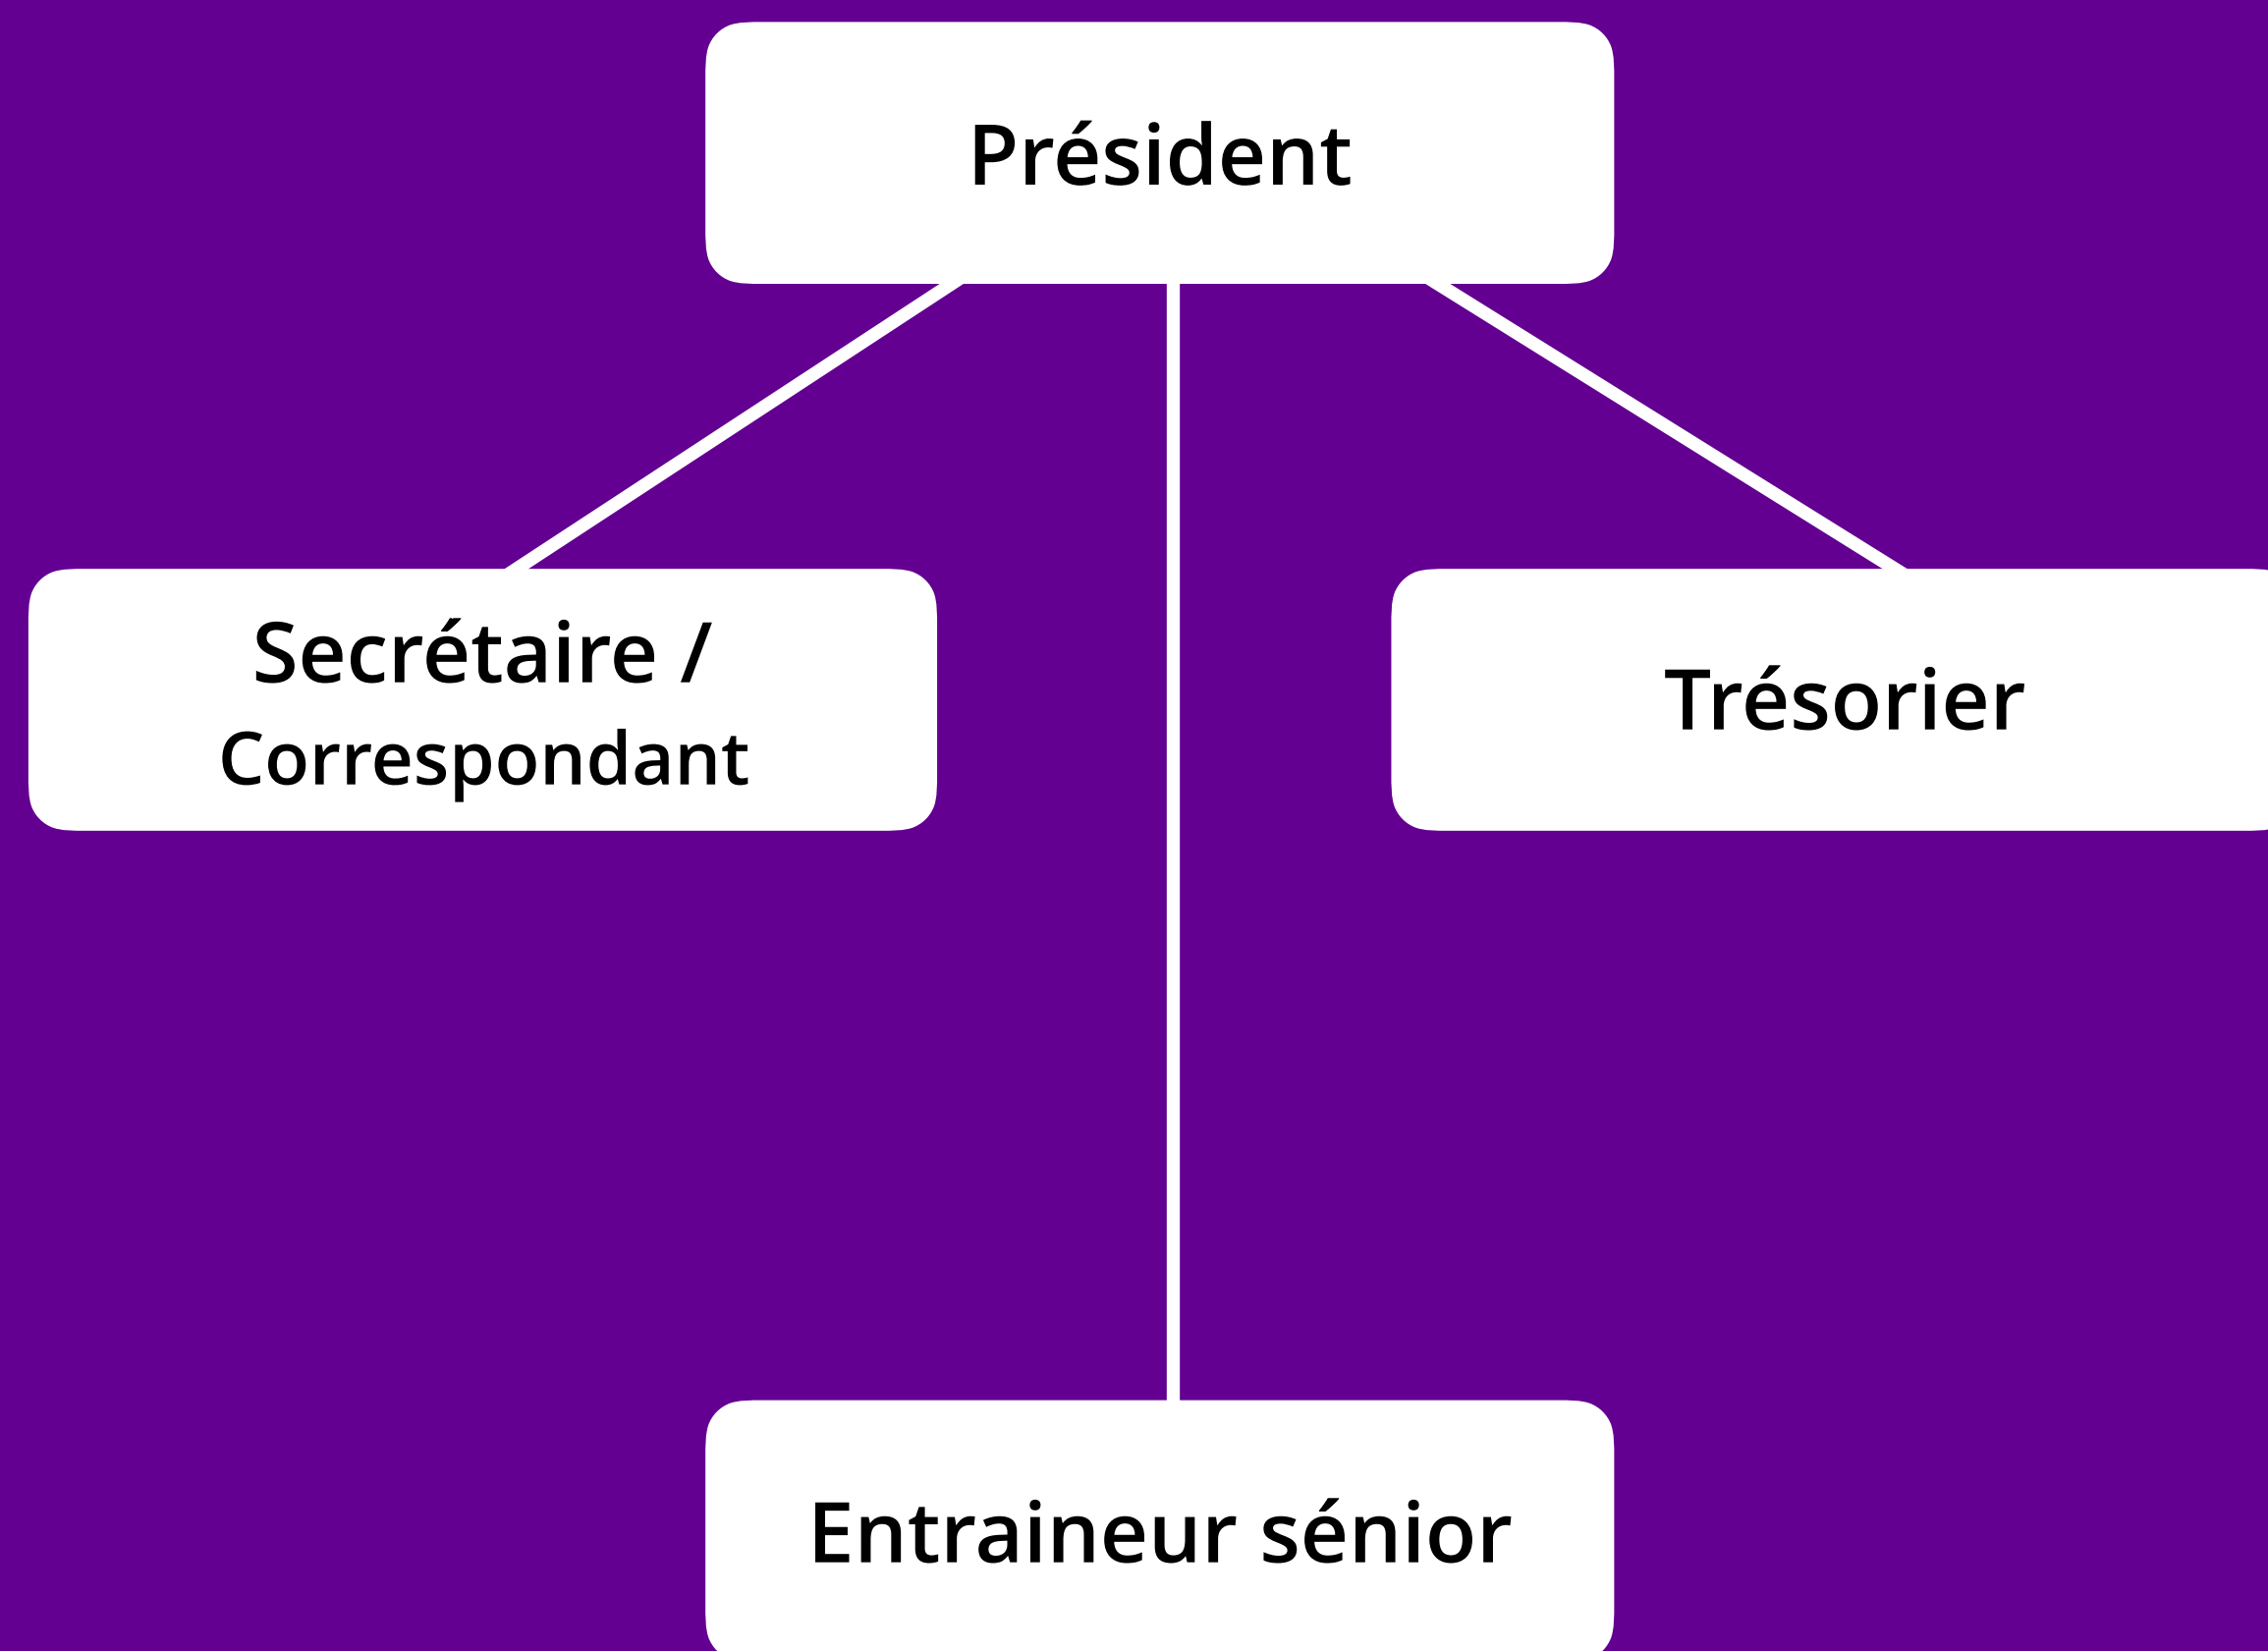 Président
Secrétaire /
Correspondant
Trésorier
Entraineur sénior